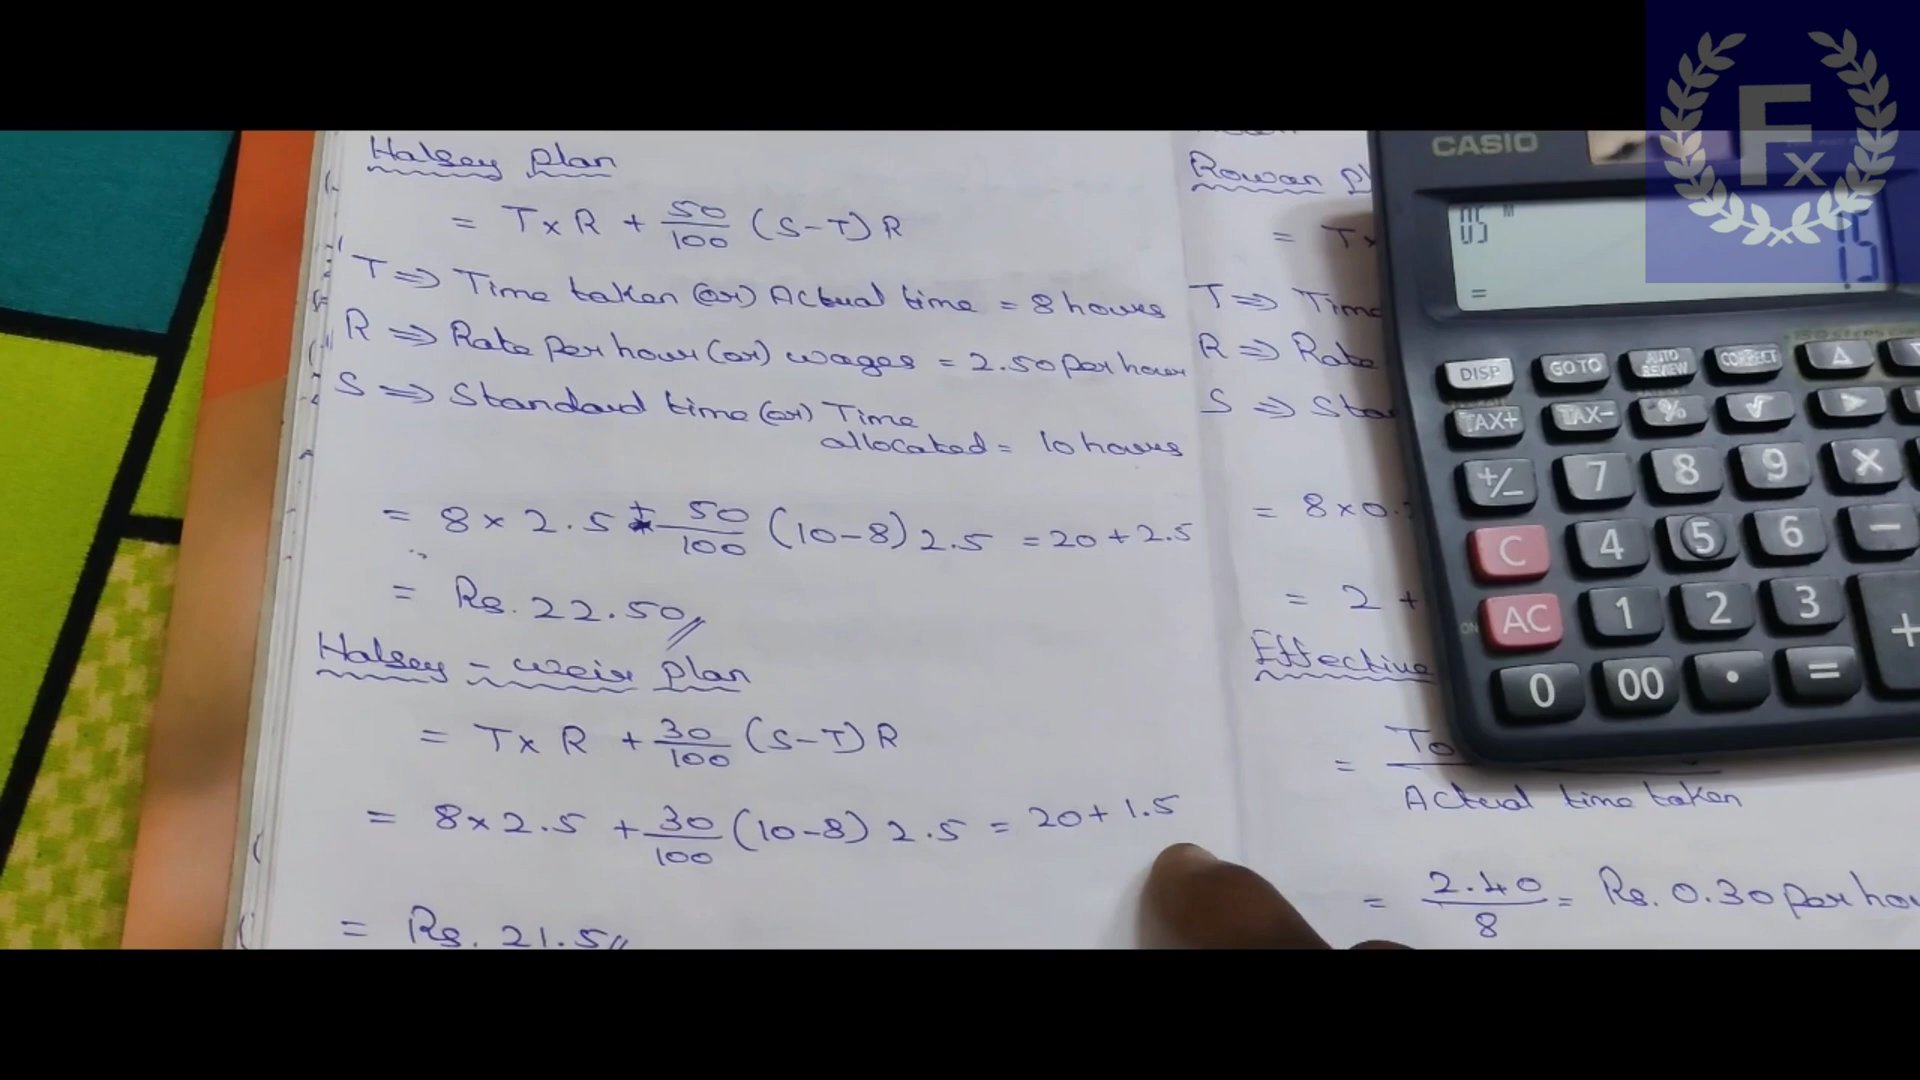 Halsey plan
= T x R + 50/100 (S-T) R
T ⇒ Time taken (or) Actual time = 8 hours
R ⇒ Rate per hour (or) wages = 2.50 per hour
S ⇒ Standard time (or) Time
allocated = 10 hours
= 8 x 2.5 + 50/100 (10-8) 2.5 = 20 + 2.5
= Rs. 22.50//
Halsey - weir plan
= T x R + 30/100 (S-T) R
= 8 x 2.5 + 30/100 (10-8) 2.5 = 20 + 1.5
= Rs. 21.5//
Rowan
= T x
T ⇒ Time
R ⇒ Rate
S ⇒
= 8 x 0.
= 2 +
Effective
=
Actual time taken
= 2.40/8 = Rs. 0.30 per
CASIO
M
=
DISP GO TO AUTO REVIEW CORRECT Δ
TAX+ TAX- % √ ▶
+/- 7 8 9 ×
C 4 5 6 −
ON AC 1 2 3 +
0 00 • =
Fx